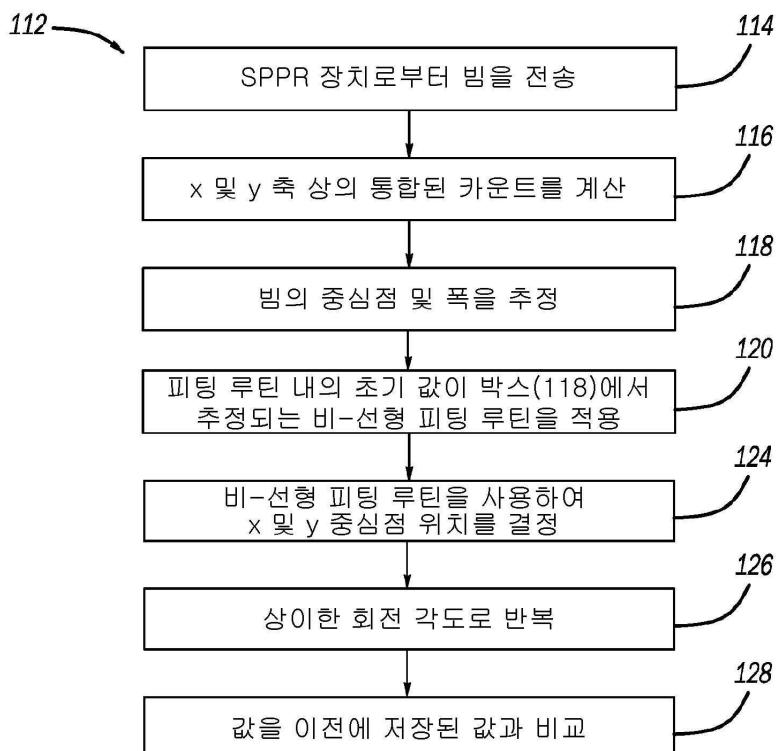 112
114
SPPR 장치로부터 빔을 전송
116
x 및 y 축 상의 통합된 카운트를 계산
118
빔의 중심점 및 폭을 추정
120
피팅 루틴 내의 초기 값이 박스(118)에서
추정되는 비-선형 피팅 루틴을 적용
124
비-선형 피팅 루틴을 사용하여
x 및 y 중심점 위치를 결정
126
상이한 회전 각도로 반복
128
값을 이전에 저장된 값과 비교